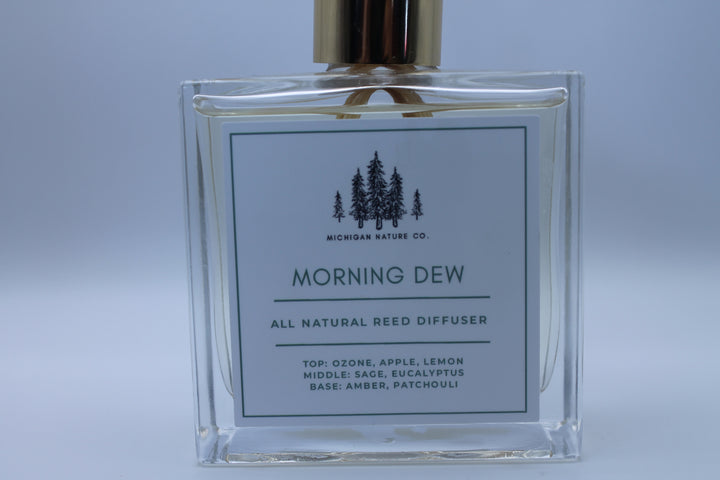 MICHIGAN NATURE CO.
MORNING DEW
ALL NATURAL REED DIFFUSER
TOP: OZONE, APPLE, LEMON
MIDDLE: SAGE, EUCALYPTUS
BASE: AMBER, PATCHOULI